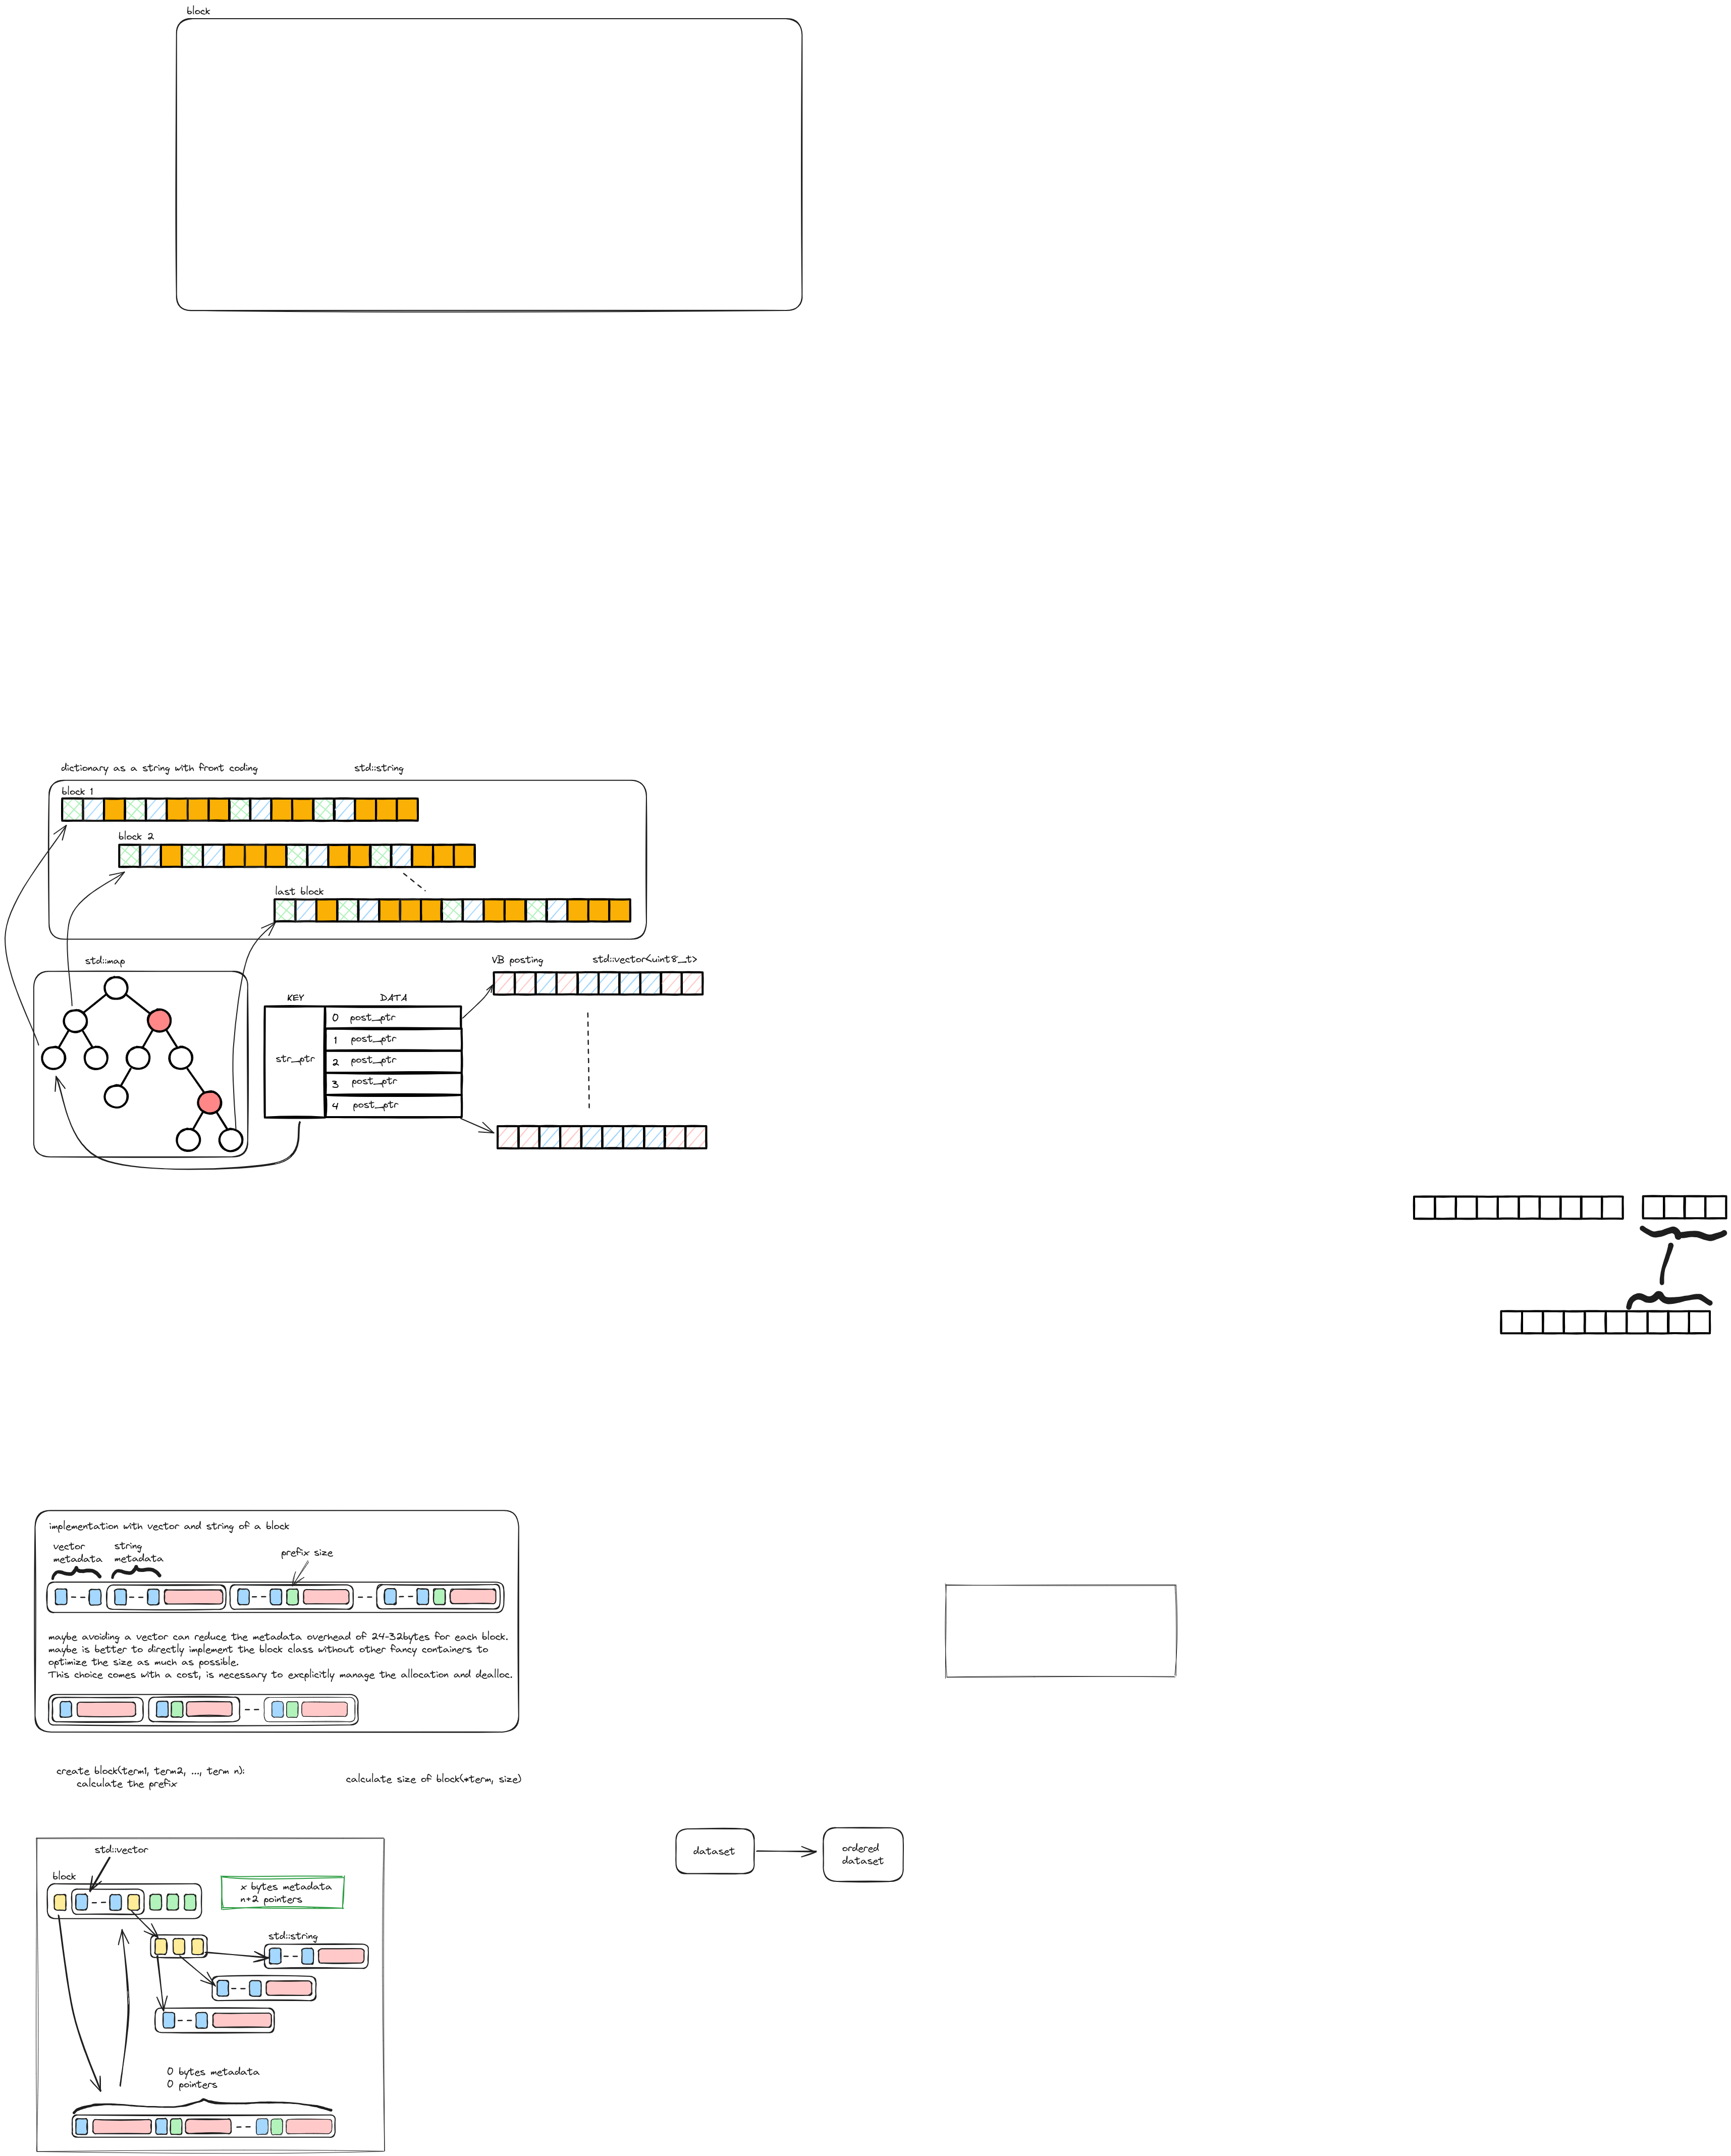 block
dictionary as a string with front coding
std::string
block 1
block 2
last block
std::map
VB posting
std::vector<uint8_t>
KEY
DATA
0 post_ptr
1 post_ptr
str_ptr
2 post_ptr
3 post_ptr
4 post_ptr
implementation with vector and string of a block
vector
metadata
string
metadata
prefix size
maybe avoiding a vector can reduce the metadata overhead of 24-32bytes for each block.
maybe is better to directly implement the block class without other fancy containers to
optimize the size as much as possible.
This choice comes with a cost, is necessary to excplicitly manage the allocation and dealloc.
create block(term1, term2, ..., term n):
calculate the prefix
calculate size of block(*term, size)
dataset
ordered
dataset
std::vector
block
x bytes metadata
n+2 pointers
std::string
0 bytes metadata
0 pointers